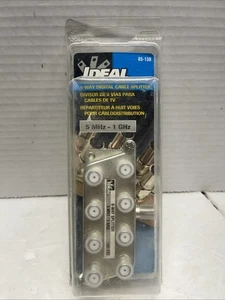 IDEAL
85-138
8-WAY DIGITAL CABLE SPLITTER
DIVISOR DE 8 VIAS PARA
CABLES DE TV
RÉPARTITEUR À HUIT VOIES
POUR CÂBLODISTRIBUTION
5 MHz - 1 GHz